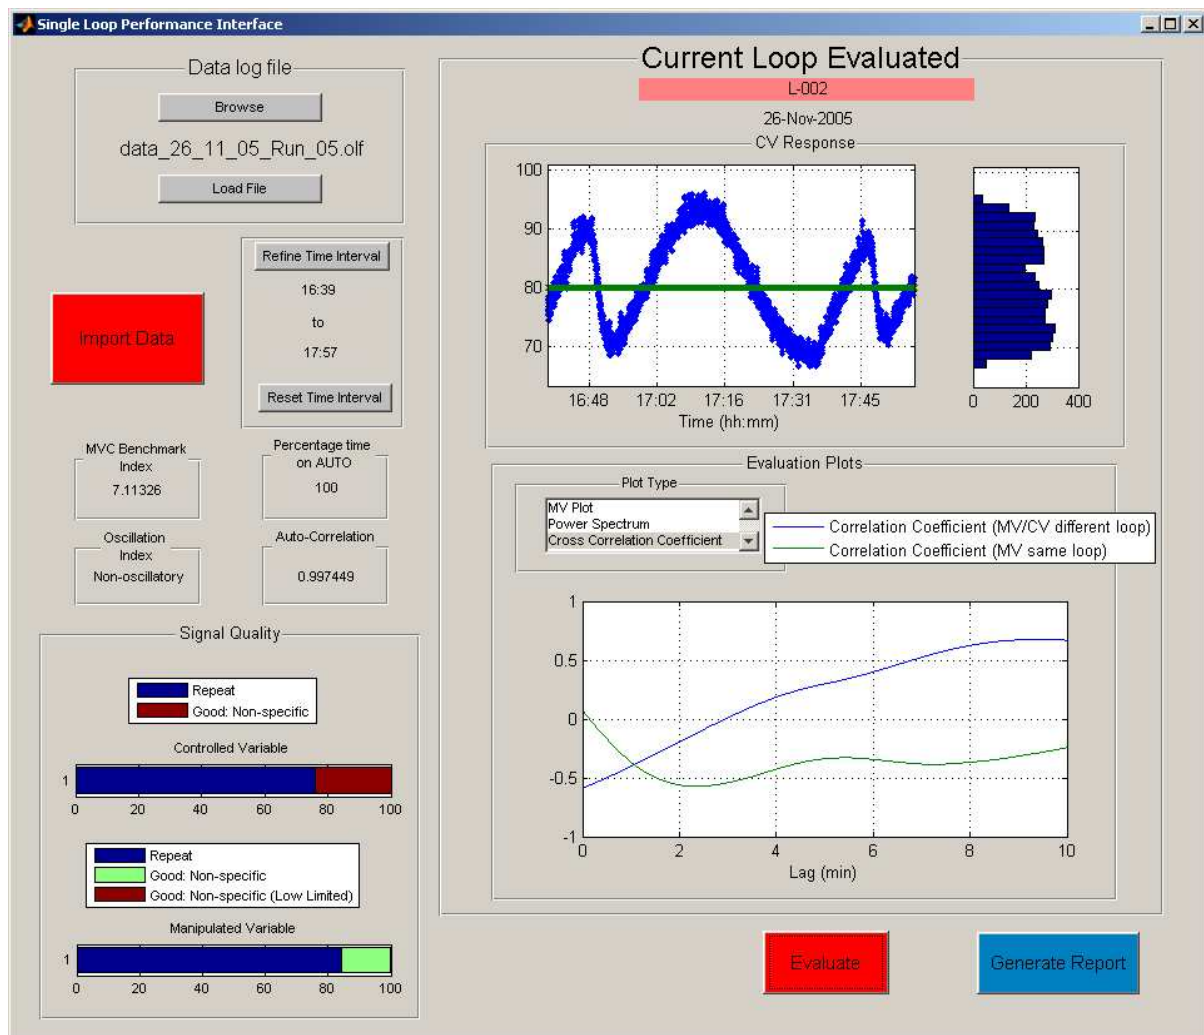 Single Loop Performance Interface
Data log file
Browse
data_26_11_05_Run_05.olf
Load File
Import Data
Refine Time Interval
16:39
to
17:57
Reset Time Interval
MVC Benchmark
Index
7.11326
Percentage time
on AUTO
100
Oscillation
Index
Non-oscillatory
Auto-Correlation
0.997449
Signal Quality
Repeat
Good: Non-specific
Controlled Variable
1
0 20 40 60 80 100
Repeat
Good: Non-specific
Good: Non-specific (Low Limited)
Manipulated Variable
1
0 20 40 60 80 100
Current Loop Evaluated
L-002
26-Nov-2005
CV Response
100
90
80
70
16:48 17:02 17:16 17:31 17:45
Time (hh:mm)
0 200 400
Evaluation Plots
Plot Type
MV Plot
Power Spectrum
Cross Correlation Coefficient
Correlation Coefficient (MV/CV different loop)
Correlation Coefficient (MV same loop)
1
0.5
0
-0.5
-1
0 2 4 6 8 10
Lag (min)
Evaluate
Generate Report